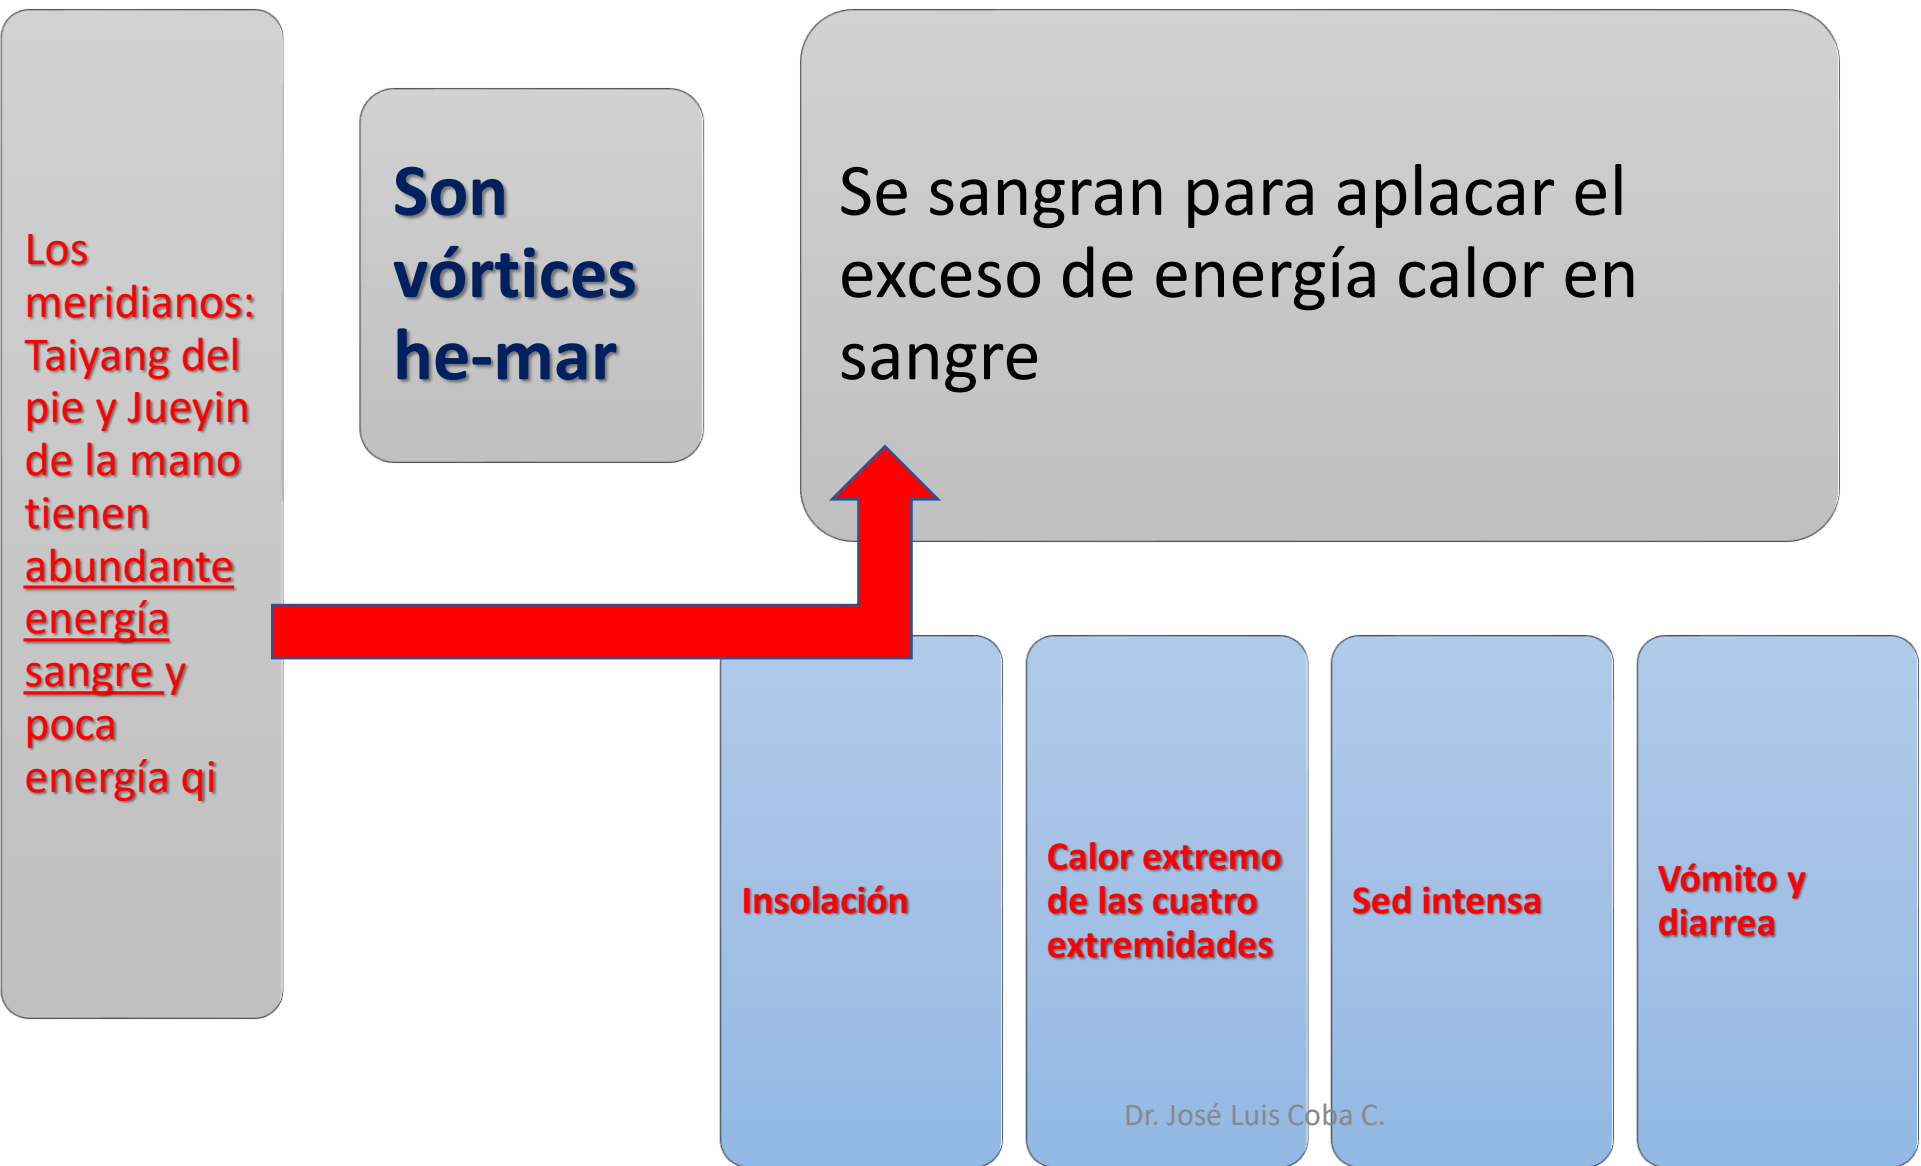 Los
meridianos:
Taiyang del
pie y Jueyin
de la mano
tienen
abundante
energía
sangre y
poca
energía qi
Son
vórtices
he-mar
Se sangran para aplacar el
exceso de energía calor en
sangre
Insolación
Calor extremo
de las cuatro
extremidades
Sed intensa
Vómito y
diarrea
Dr. José Luis Coba C.